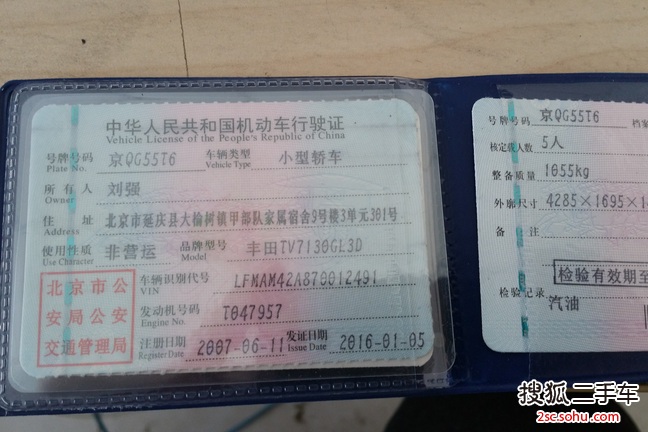 中华人民共和国机动车行驶证
Vehicle License of the People's Republic of China
号牌号码 京QG55T6 车辆类型 小型轿车
Plate No. Vehicle Type
所有人 刘强
Owner
住址 北京市延庆县大榆树镇甲部队家属宿舍9号楼3单元301号
Address
使用性质 非营运 品牌型号 丰田TV7130GL3D
Use Character Model
北京市公
安局公安
交通管理局
车辆识别代号 LFMAM42A870012491
VIN
发动机号码 T047957
Engine No.
注册日期 2007-06-11 发证日期 2016-01-05
Register Date Issue Date
号牌号码 京QG55T6 档案
核定载人数 5人
整备质量 1055kg
外廓尺寸 4285×1695×1
备注
检验有效期至
检验记录
汽油
搜狐二手车
2sc.sohu.com